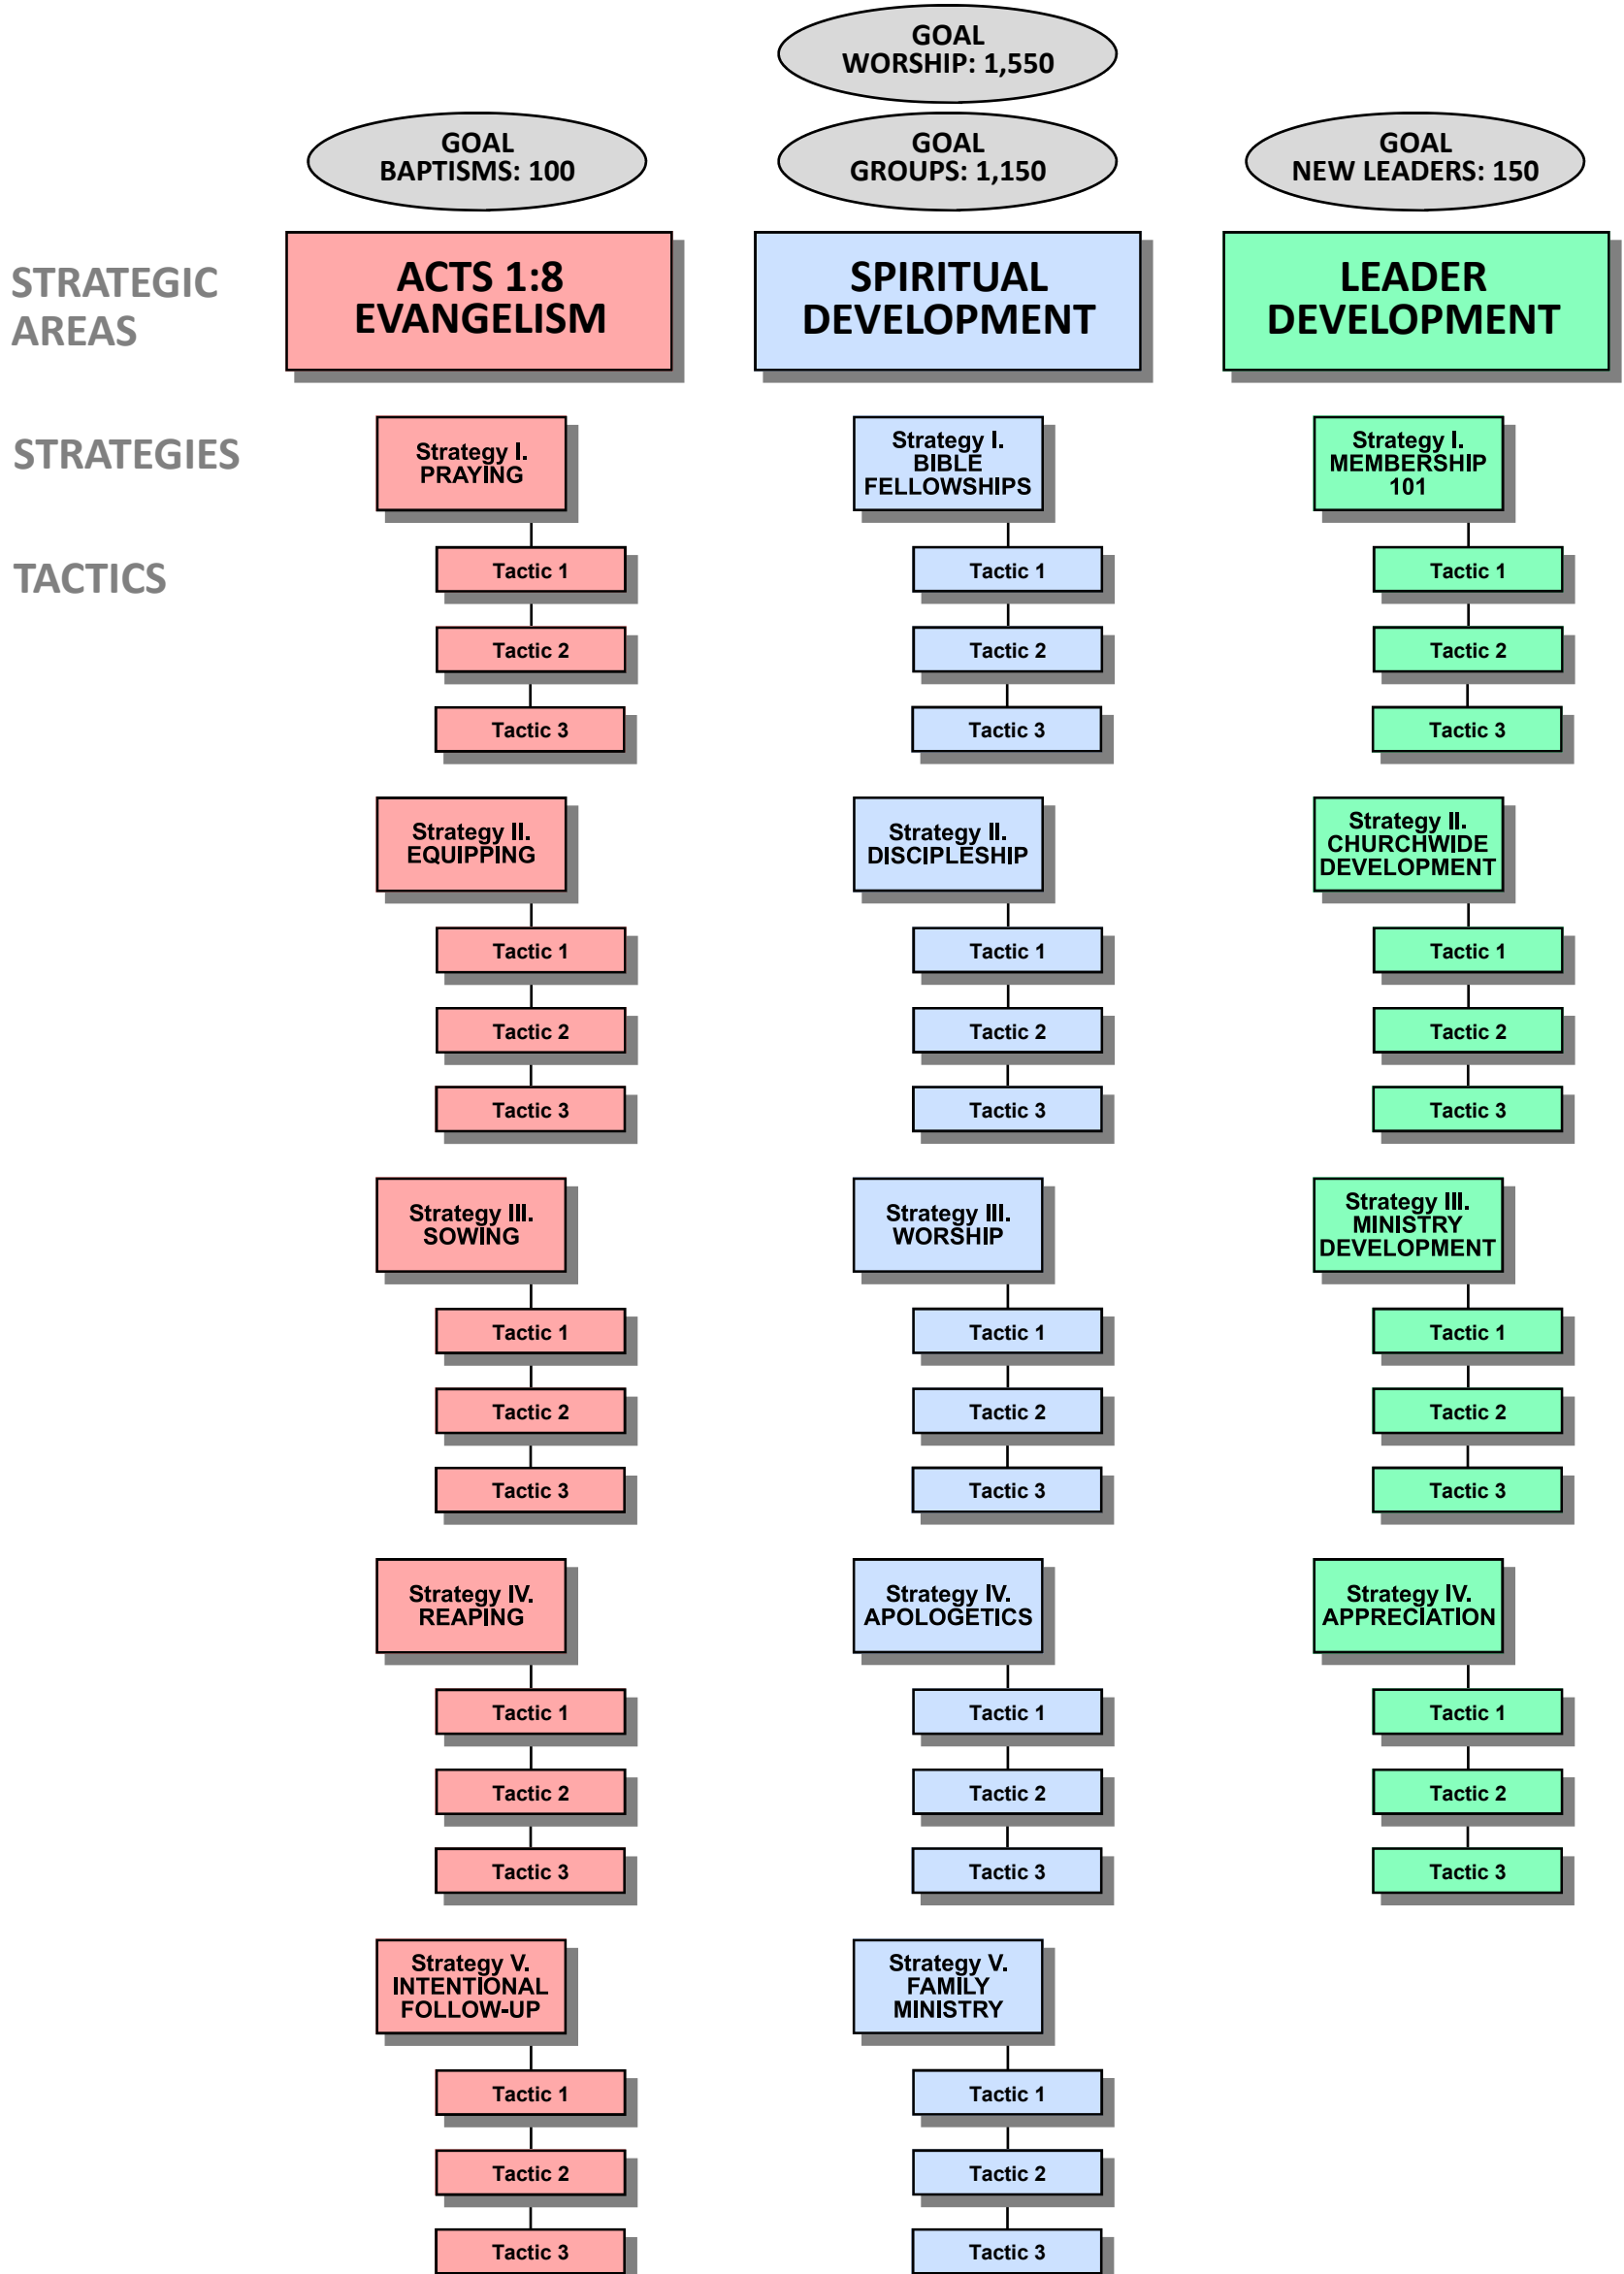 GOAL
WORSHIP: 1,550
GOAL
BAPTISMS: 100
GOAL
GROUPS: 1,150
GOAL
NEW LEADERS: 150
STRATEGIC
AREAS
ACTS 1:8
EVANGELISM
SPIRITUAL
DEVELOPMENT
LEADER
DEVELOPMENT
STRATEGIES
Strategy I.
PRAYING
Strategy I.
BIBLE
FELLOWSHIPS
Strategy I.
MEMBERSHIP
101
TACTICS
Tactic 1
Tactic 1
Tactic 1
Tactic 2
Tactic 2
Tactic 2
Tactic 3
Tactic 3
Tactic 3
Strategy II.
EQUIPPING
Strategy II.
DISCIPLESHIP
Strategy II.
CHURCHWIDE
DEVELOPMENT
Tactic 1
Tactic 1
Tactic 1
Tactic 2
Tactic 2
Tactic 2
Tactic 3
Tactic 3
Tactic 3
Strategy III.
SOWING
Strategy III.
WORSHIP
Strategy III.
MINISTRY
DEVELOPMENT
Tactic 1
Tactic 1
Tactic 1
Tactic 2
Tactic 2
Tactic 2
Tactic 3
Tactic 3
Tactic 3
Strategy IV.
REAPING
Strategy IV.
APOLOGETICS
Strategy IV.
APPRECIATION
Tactic 1
Tactic 1
Tactic 1
Tactic 2
Tactic 2
Tactic 2
Tactic 3
Tactic 3
Tactic 3
Strategy V.
INTENTIONAL
FOLLOW-UP
Strategy V.
FAMILY
MINISTRY
Tactic 1
Tactic 1
Tactic 2
Tactic 2
Tactic 3
Tactic 3